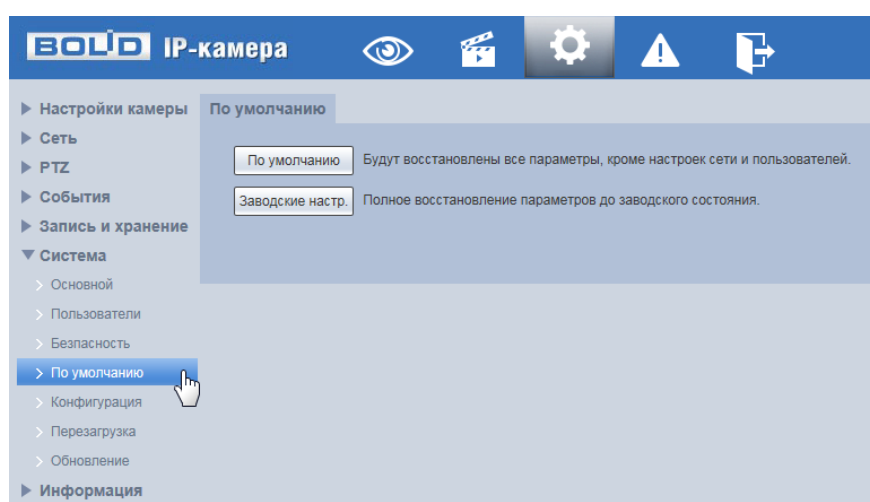 BOLID IP-камера
Настройки камеры
Сеть
PTZ
События
Запись и хранение
Система
Основной
Пользователи
Безпасность
По умолчанию
Конфигурация
Перезагрузка
Обновление
Информация
По умолчанию
По умолчанию Будут восстановлены все параметры, кроме настроек сети и пользователей.
Заводские настр. Полное восстановление параметров до заводского состояния.